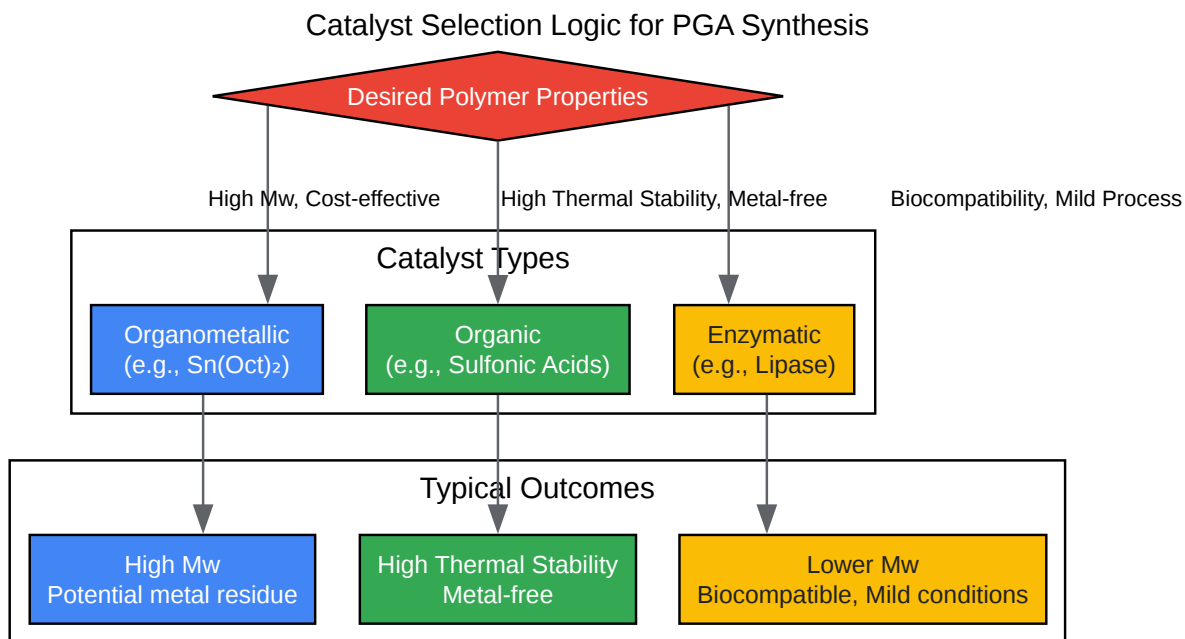 Catalyst Selection Logic for PGA Synthesis
Desired Polymer Properties
High Mw, Cost-effective
High Thermal Stability, Metal-free
Biocompatibility, Mild Process
Catalyst Types
Organometallic
(e.g., Sn(Oct)₂)
Organic
(e.g., Sulfonic Acids)
Enzymatic
(e.g., Lipase)
Typical Outcomes
High Mw
Potential metal residue
High Thermal Stability
Metal-free
Lower Mw
Biocompatible, Mild conditions